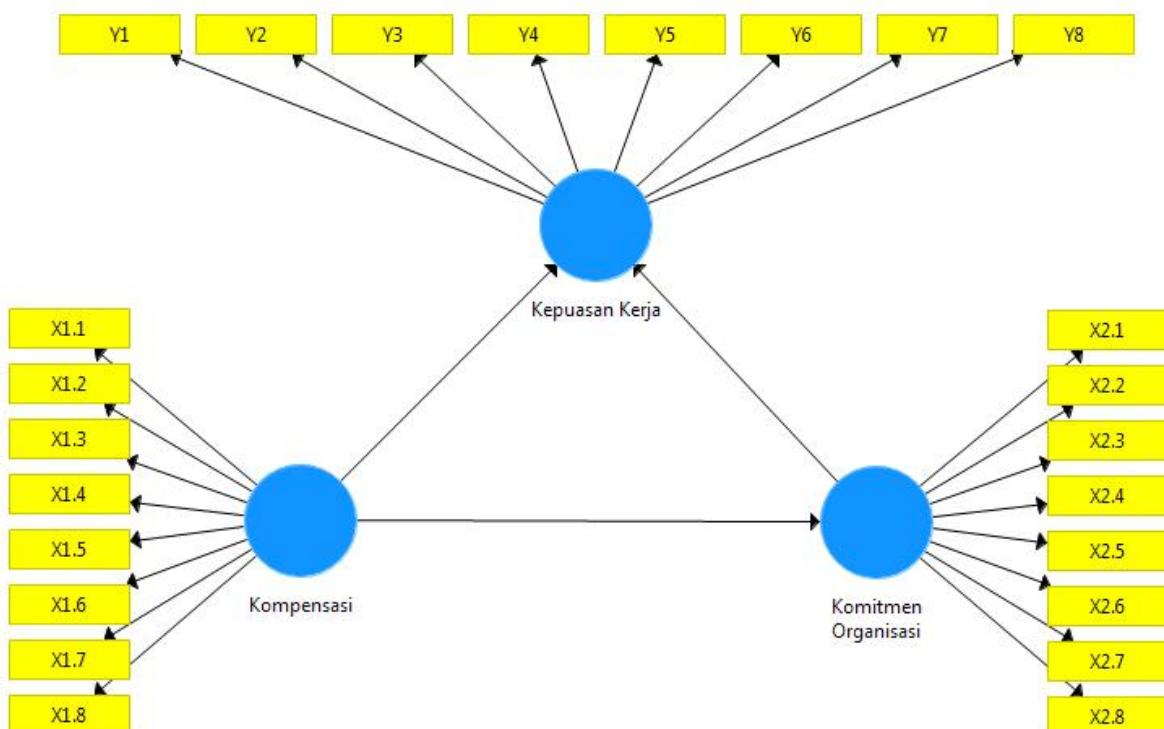 Y1
Y2
Y3
Y4
Y5
Y6
Y7
Y8
Kepuasan Kerja
X1.1
X1.2
X1.3
X1.4
X1.5
X1.6
X1.7
X1.8
Kompensasi
X2.1
X2.2
X2.3
X2.4
X2.5
X2.6
X2.7
X2.8
Komitmen
Organisasi